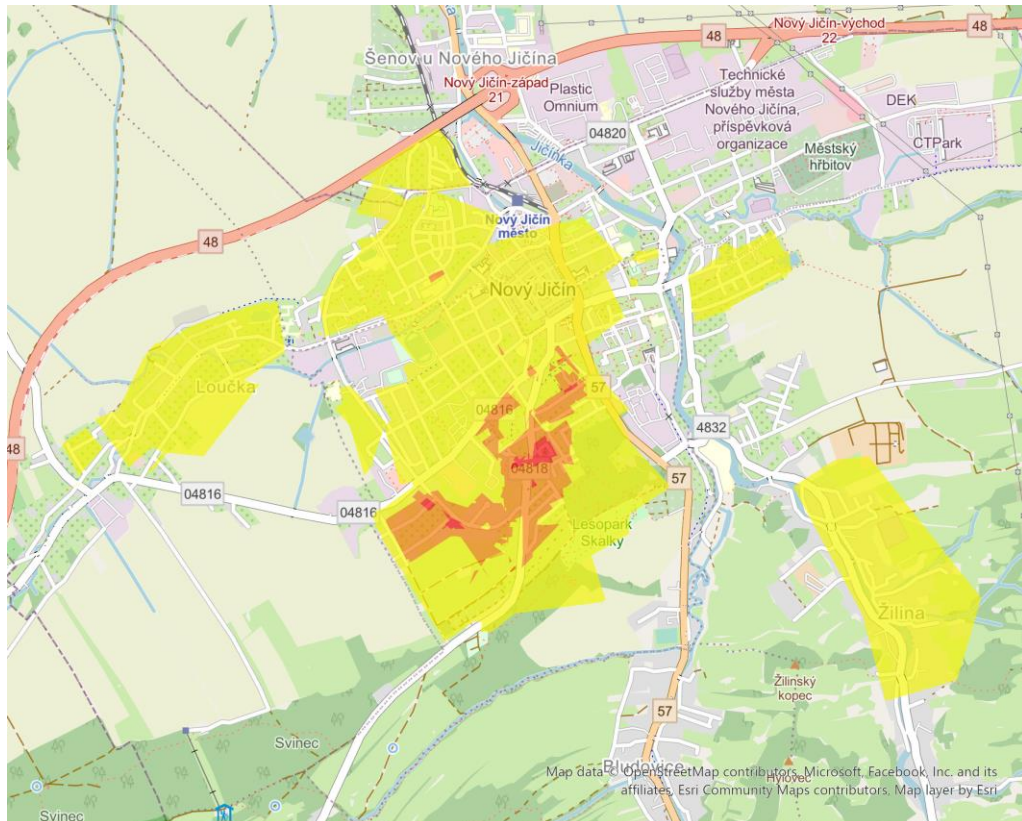 Nový Jičín-východ
22
48
48
Šenov u Nového Jičína
Nový Jičín-západ
21
Plastic
Omnium
Technické
služby města
Nového Jičína,
příspěvková
organizace
DEK
04820
CTPark
Městský
hřbitov
Jičínka
Nový Jičín
město
48
Nový Jičín
Loučka
57
04816
4832
48
04818
57
04816
04816
Lesopark
Skalky
Žilina
Žilinský
kopec
57
Svinec
Bludovice
Hýlovec
Map data © OpenStreetMap contributors, Microsoft, Facebook, Inc. and its
affiliates, Esri Community Maps contributors, Map layer by Esri
Svinec